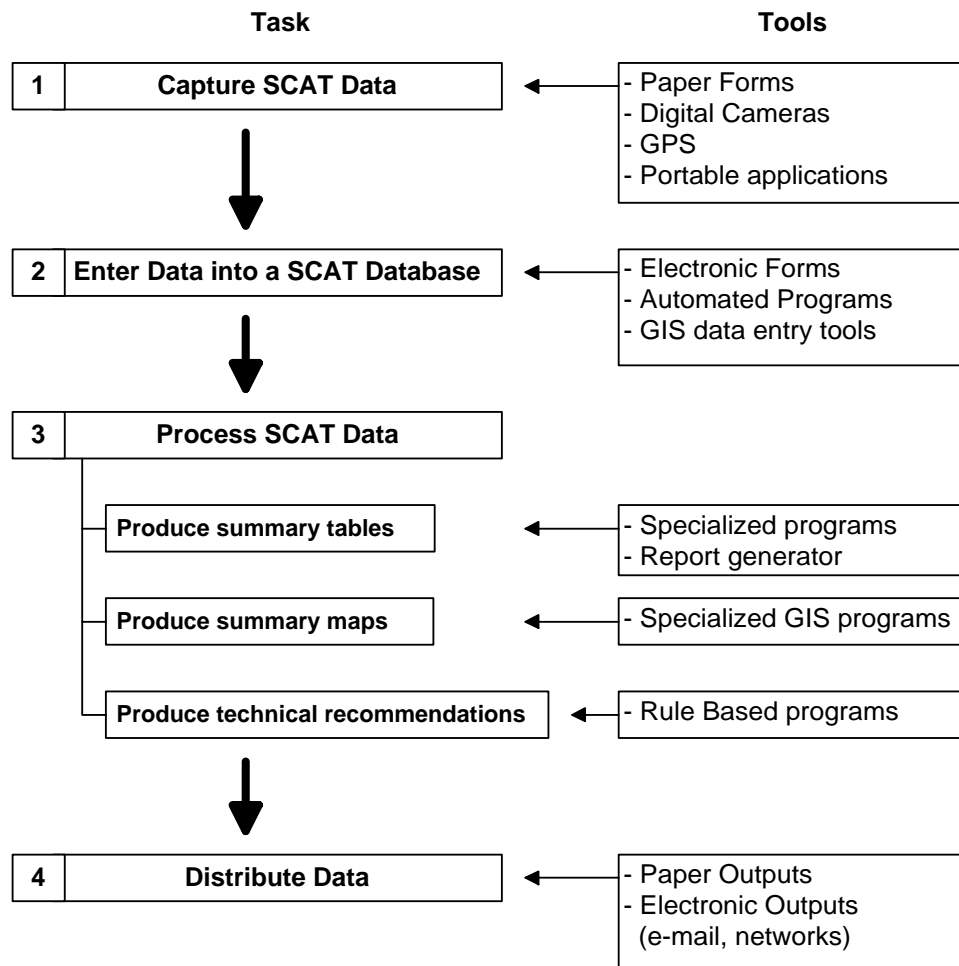 Task
Tools
1 Capture SCAT Data
- Paper Forms
- Digital Cameras
- GPS
- Portable applications
2 Enter Data into a SCAT Database
- Electronic Forms
- Automated Programs
- GIS data entry tools
3 Process SCAT Data
Produce summary tables
- Specialized programs
- Report generator
Produce summary maps
- Specialized GIS programs
Produce technical recommendations
- Rule Based programs
4 Distribute Data
- Paper Outputs
- Electronic Outputs
(e-mail, networks)